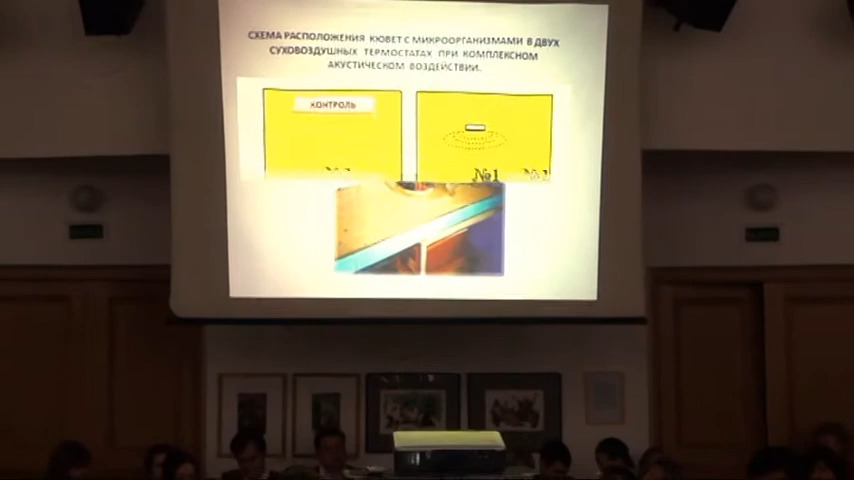 СХЕМА РАСПОЛОЖЕНИЯ КЮВЕТ С МИКРООРГАНИЗМАМИ В ДВУХ
СУХОВОЗДУШНЫХ ТЕРМОСТАТАХ ПРИ КОМПЛЕКСНОМ
АКУСТИЧЕСКОМ ВОЗДЕЙСТВИИ.
КОНТРОЛЬ
№1